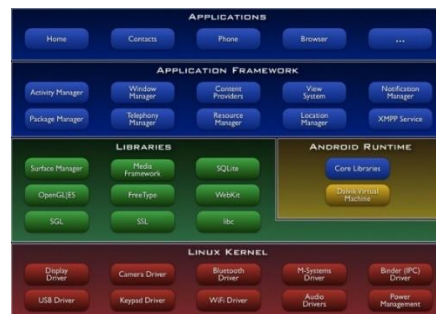 APPLICATIONS
Home Contacts Phone Browser ...
APPLICATION FRAMEWORK
Activity Manager Window Manager Content Providers View System Notification Manager
Package Manager Telephony Manager Resource Manager Location Manager XMPP Service
LIBRARIES
Surface Manager Media Framework SQLite
OpenGL|ES FreeType WebKit
SGL SSL libc
ANDROID RUNTIME
Core Libraries
Dalvik Virtual Machine
LINUX KERNEL
Display Driver Camera Driver Bluetooth Driver M-Systems Driver Binder (IPC) Driver
USB Driver Keypad Driver WiFi Driver Audio Drivers Power Management